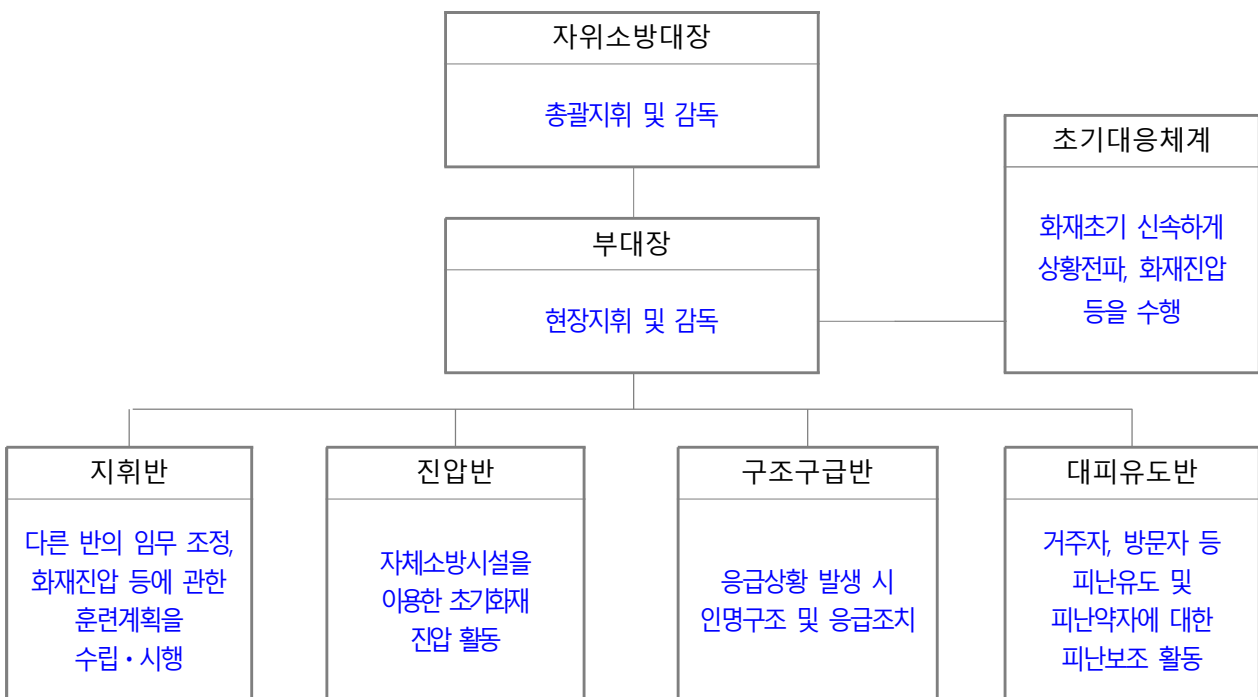 자위소방대장
총괄지휘 및 감독
초기대응체계
화재초기 신속하게
상황전파, 화재진압
등을 수행
부대장
현장지휘 및 감독
지휘반
다른 반의 임무 조정,
화재진압 등에 관한
훈련계획을
수립・시행
진압반
자체소방시설을
이용한 초기화재
진압 활동
구조구급반
응급상황 발생 시
인명구조 및 응급조치
대피유도반
거주자, 방문자 등
피난유도 및
피난약자에 대한
피난보조 활동